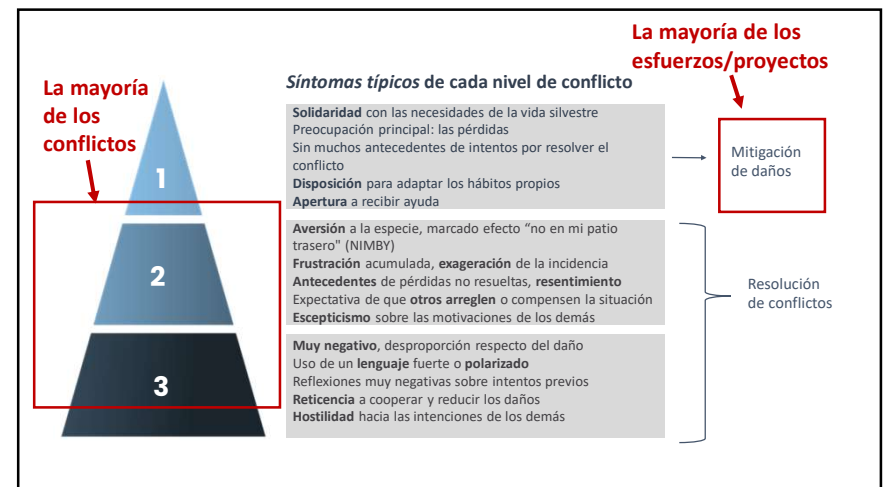 La mayoría de los
esfuerzos/proyectos
La mayoría
de los
conflictos
Síntomas típicos de cada nivel de conflicto
1
Solidaridad con las necesidades de la vida silvestre
Preocupación principal: las pérdidas
Sin muchos antecedentes de intentos por resolver el
conflicto
Disposición para adaptar los hábitos propios
Apertura a recibir ayuda
Mitigación
de daños
2
Aversión a la especie, marcado efecto “no en mi patio
trasero" (NIMBY)
Frustración acumulada, exageración de la incidencia
Antecedentes de pérdidas no resueltas, resentimiento
Expectativa de que otros arreglen o compensen la situación
Escepticismo sobre las motivaciones de los demás
Resolución
de conflictos
3
Muy negativo, desproporción respecto del daño
Uso de un lenguaje fuerte o polarizado
Reflexiones muy negativas sobre intentos previos
Reticencia a cooperar y reducir los daños
Hostilidad hacia las intenciones de los demás